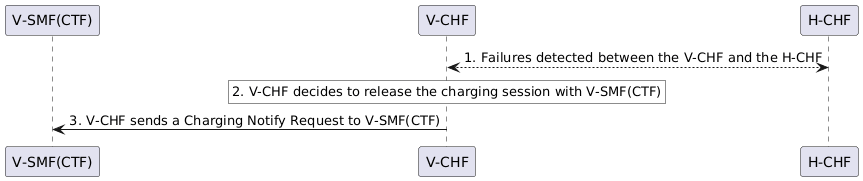 V-SMF(CTF)
V-CHF
H-CHF
1. Failures detected between the V-CHF and the H-CHF
2. V-CHF decides to release the charging session with V-SMF(CTF)
3. V-CHF sends a Charging Notify Request to V-SMF(CTF)
V-SMF(CTF)
V-CHF
H-CHF